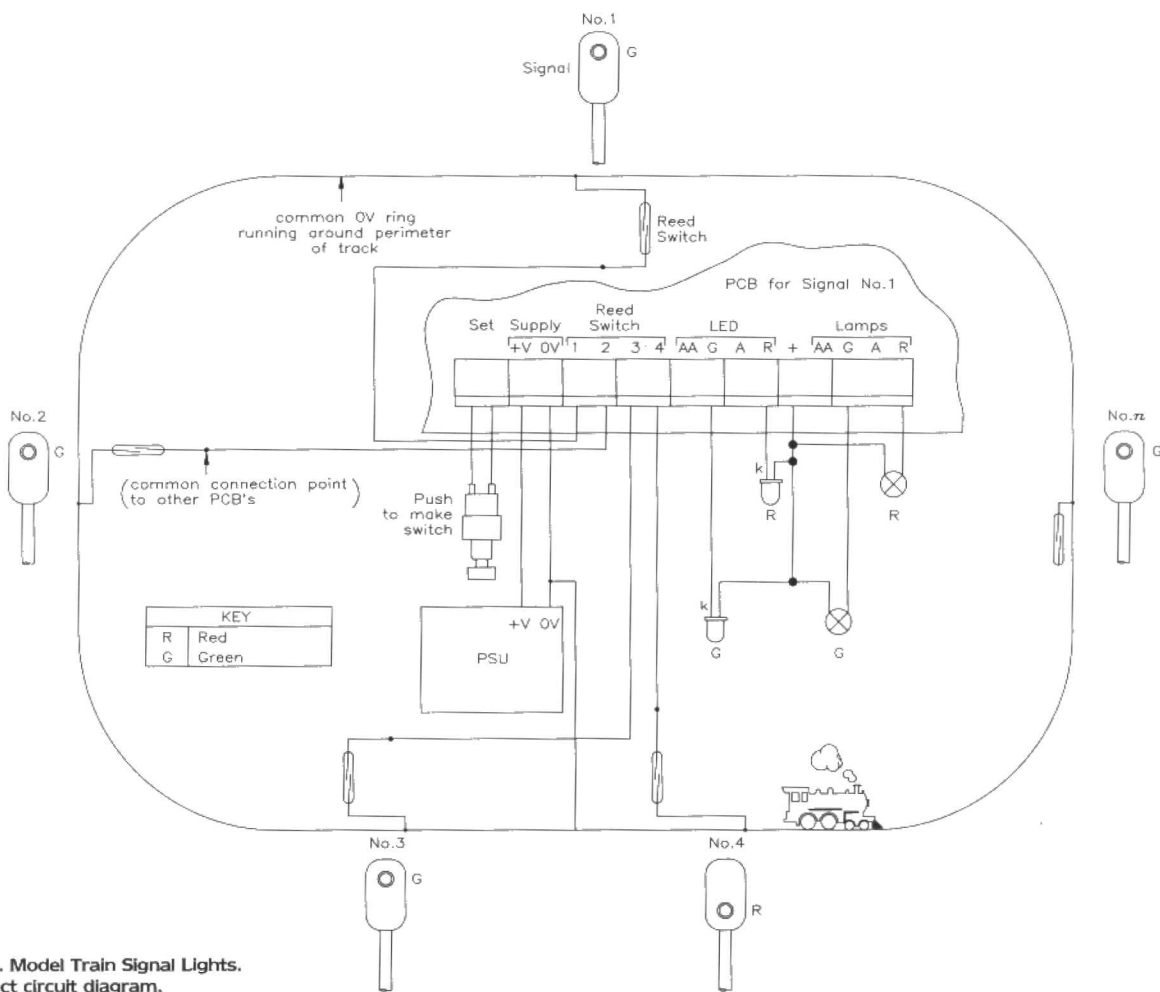 No.1
G
Signal
common 0V ring
running around perimeter
of track
Reed
Switch
PCB for Signal No.1
Set Supply Reed
Switch LED Lamps
+V 0V 1 2 3 4 AA G A R + AA G A R
No.2
G
(common connection point)
to other PCB's
Push
to make
switch
k
R
R
No.n
G
KEY
R Red
G Green
+V 0V
PSU
k
G
G
No.3
G
No.4
R
. Model Train Signal Lights.
ct circuit diagram.